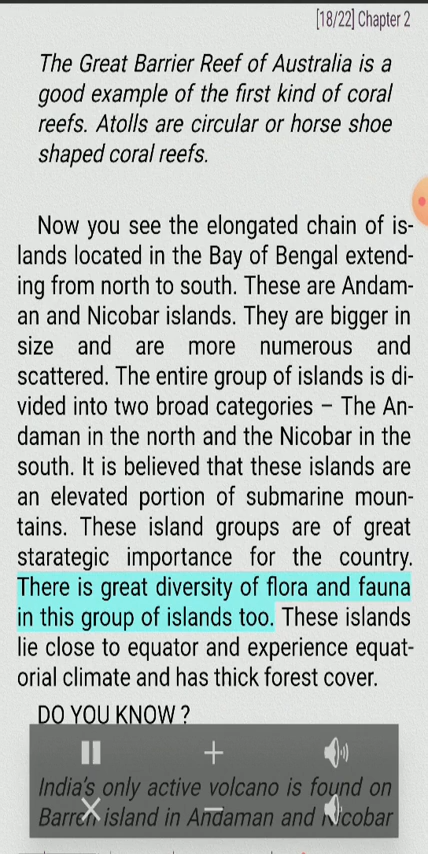 [18/22] Chapter 2
The Great Barrier Reef of Australia is a
good example of the first kind of coral
reefs. Atolls are circular or horse shoe
shaped coral reefs.
Now you see the elongated chain of is-
lands located in the Bay of Bengal extend-
ing from north to south. These are Andam-
an and Nicobar islands. They are bigger in
size and are more numerous and
scattered. The entire group of islands is di-
vided into two broad categories – The An-
daman in the north and the Nicobar in the
south. It is believed that these islands are
an elevated portion of submarine moun-
tains. These island groups are of great
starategic importance for the country.
There is great diversity of flora and fauna
in this group of islands too. These islands
lie close to equator and experience equat-
orial climate and has thick forest cover.
DO YOU KNOW ?
India's only active volcano is found on
Barren island in Andaman and Nicobar